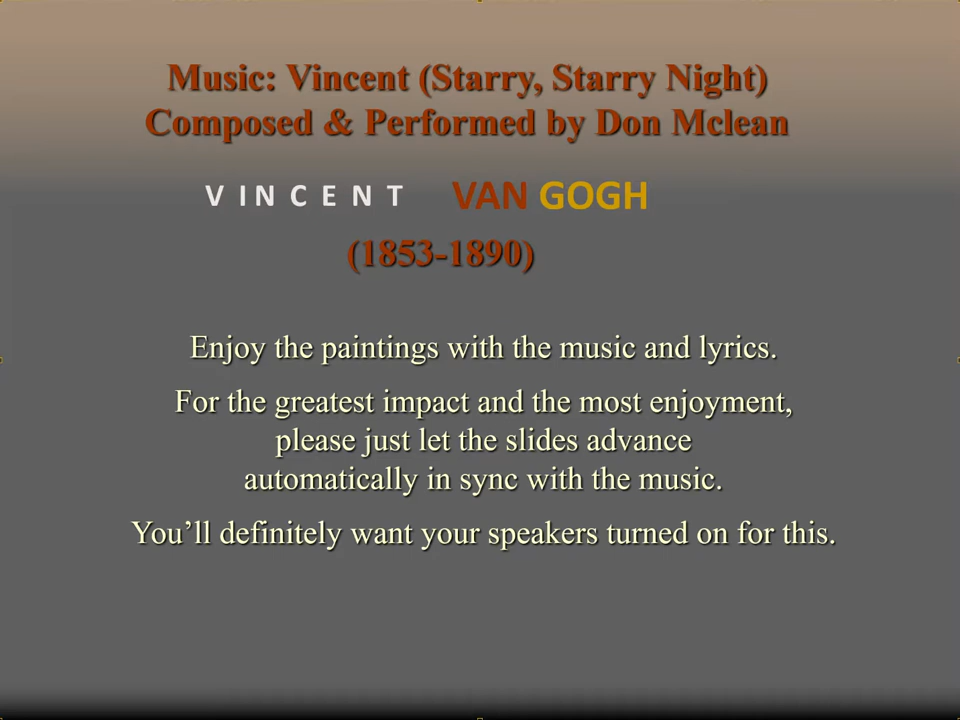 Music: Vincent (Starry, Starry Night)
Composed & Performed by Don Mclean
VINCENT VAN GOGH
(1853-1890)
Enjoy the paintings with the music and lyrics.
For the greatest impact and the most enjoyment,
please just let the slides advance
automatically in sync with the music.
You’ll definitely want your speakers turned on for this.